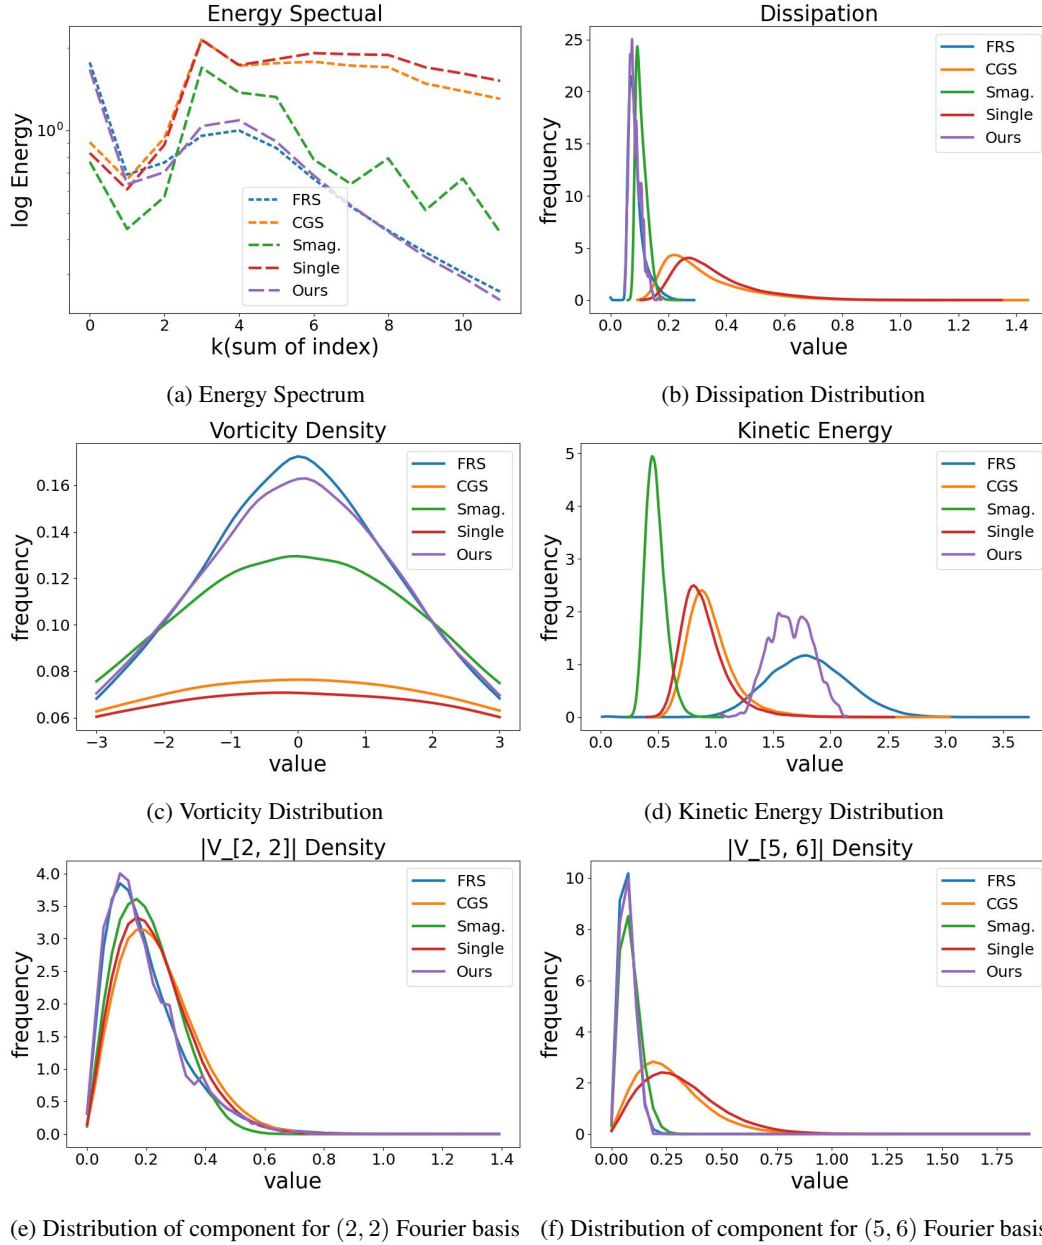 Energy Spectual
log Energy
10^0
FRS
CGS
Smag.
Single
Ours
0 2 4 6 8 10
k(sum of index)
(a) Energy Spectrum
Dissipation
frequency
25
20
15
10
5
0
FRS
CGS
Smag.
Single
Ours
0.0 0.2 0.4 0.6 0.8 1.0 1.2 1.4
value
(b) Dissipation Distribution
Vorticity Density
frequency
0.16
0.14
0.12
0.10
0.08
0.06
FRS
CGS
Smag.
Single
Ours
−3 −2 −1 0 1 2 3
value
(c) Vorticity Distribution
Kinetic Energy
frequency
5
4
3
2
1
0
FRS
CGS
Smag.
Single
Ours
0.0 0.5 1.0 1.5 2.0 2.5 3.0 3.5
value
(d) Kinetic Energy Distribution
|V_[2, 2]| Density
frequency
4.0
3.5
3.0
2.5
2.0
1.5
1.0
0.5
0.0
FRS
CGS
Smag.
Single
Ours
0.0 0.2 0.4 0.6 0.8 1.0 1.2 1.4
value
(e) Distribution of component for (2, 2) Fourier basis
|V_[5, 6]| Density
frequency
10
8
6
4
2
0
FRS
CGS
Smag.
Single
Ours
0.00 0.25 0.50 0.75 1.00 1.25 1.50 1.75
value
(f) Distribution of component for (5, 6) Fourier basis